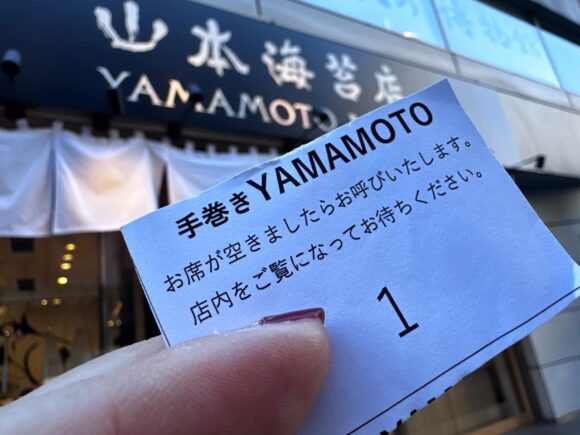 山本海苔店
YAMAMOTO
手巻きYAMAMOTO
お席が空きましたらお呼びいたします。
店内をご覧になってお待ちください。
1